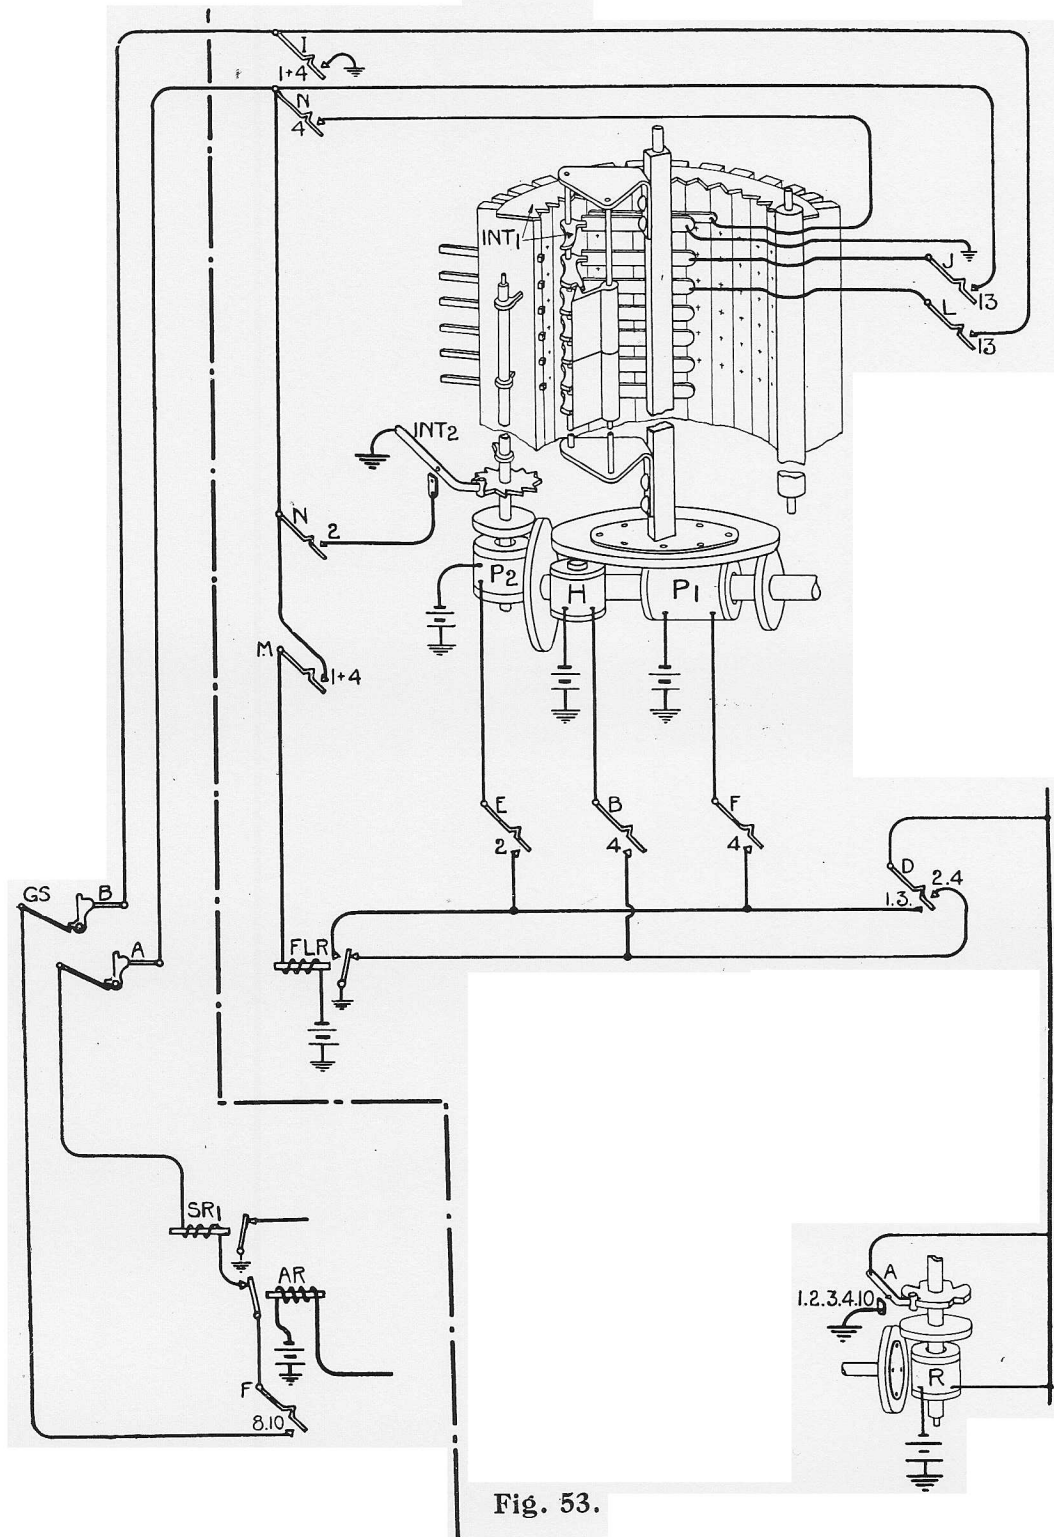 I
1+4
N
4
INT1
J
13
L
13
INT2
N
2
P2
H
P1
M
1+4
E
2
B
4
F
4
D
2.4
1.3.
GS
B
A
FLR
SR1
AR
A
1.2.3.4.10
R
F
8.10
Fig. 53.